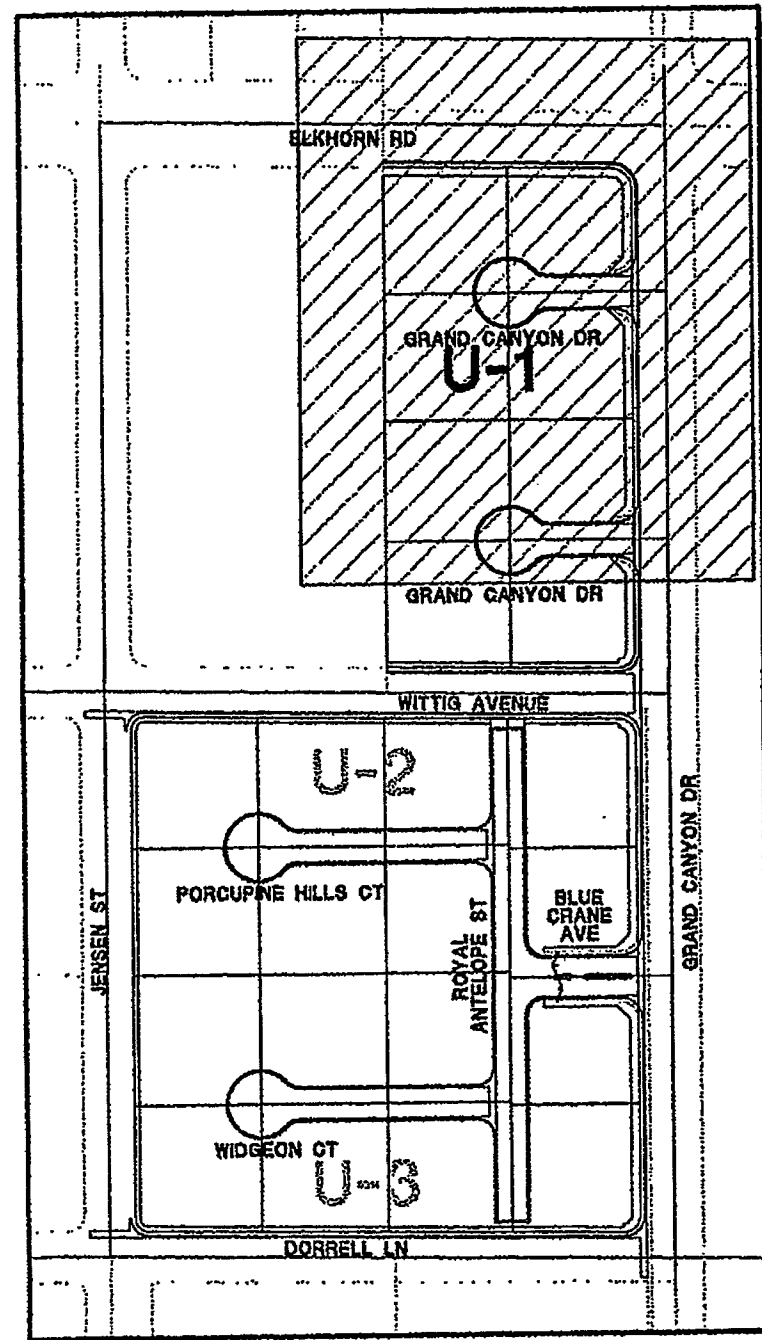 ELKHORN RD
GRAND CANYON DR
U-1
GRAND CANYON DR
WITTIG AVENUE
U-2
PORCUPINE HILLS CT
BLUE
CRANE
AVE
ROYAL
ANTELOPE ST
JENSEN ST
GRAND CANYON DR
WIDGEON CT
U-3
DORRELL LN